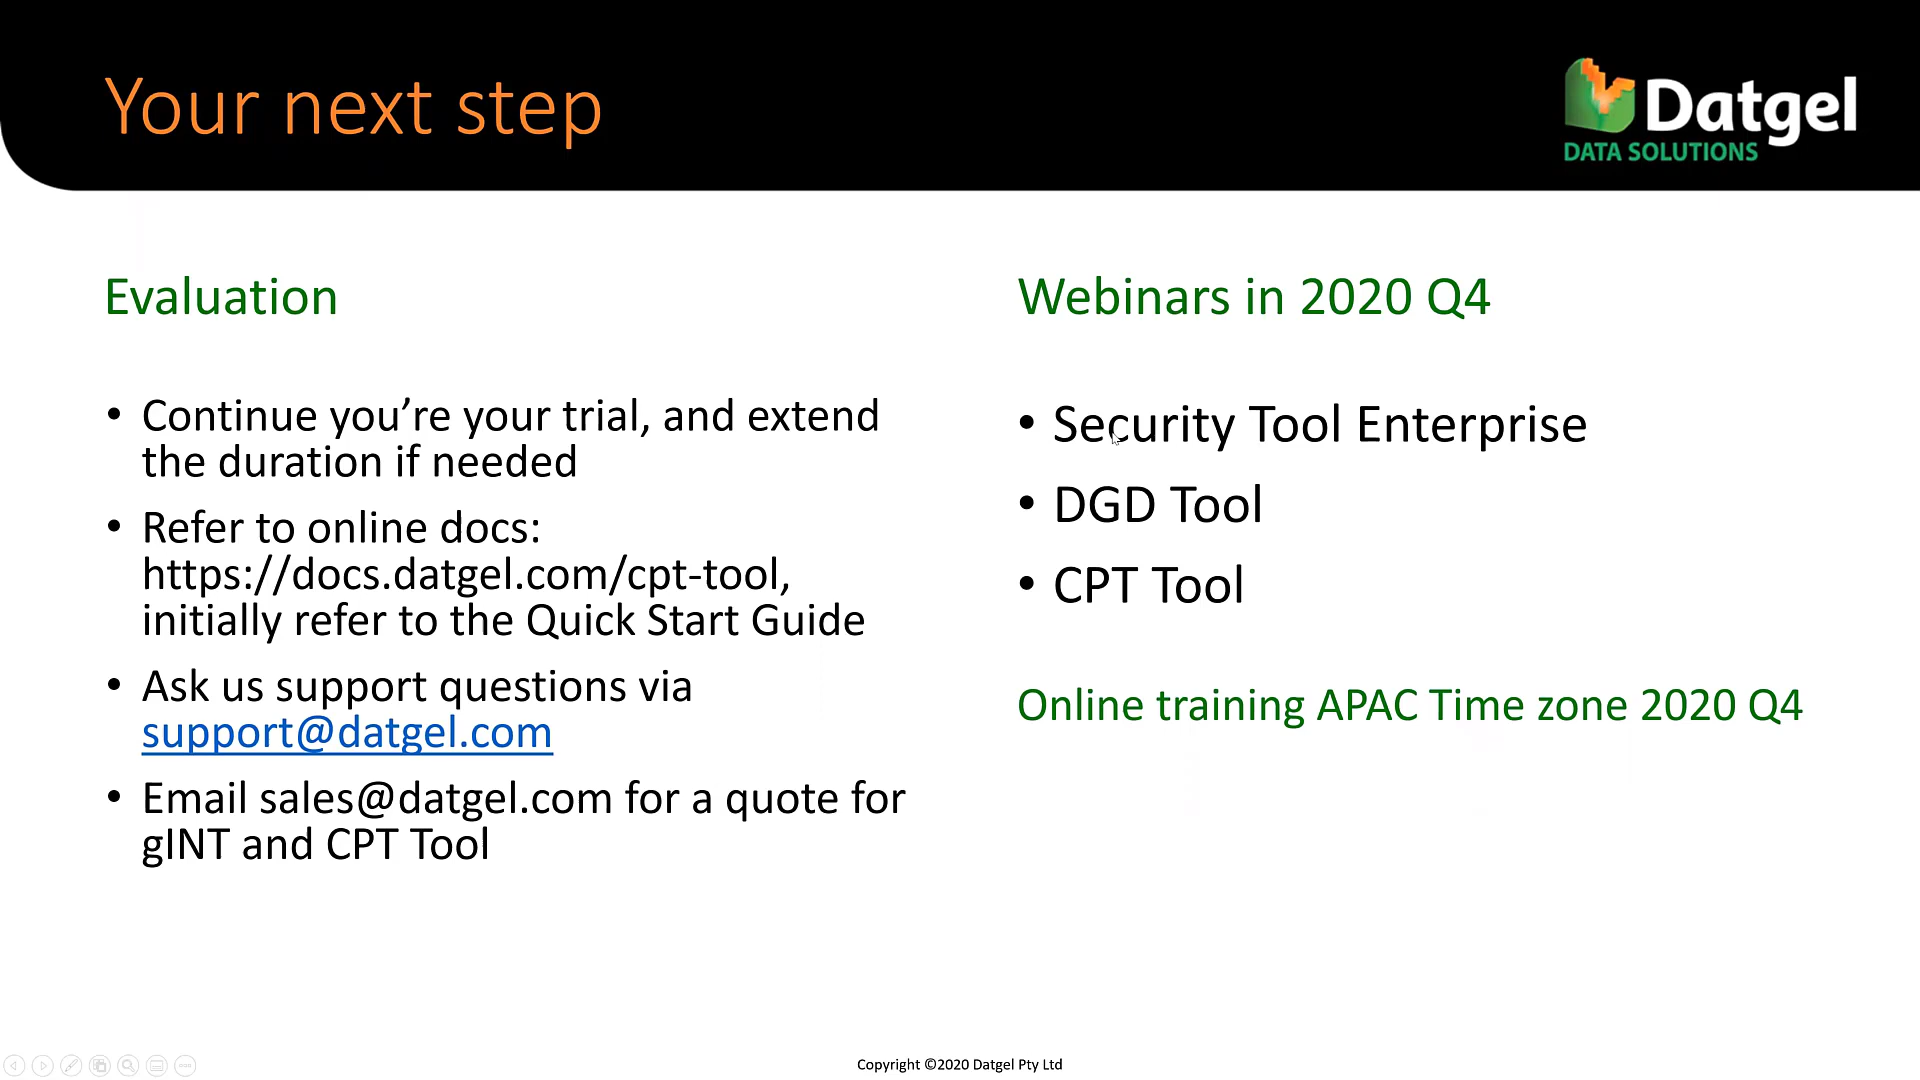 Your next step
Datgel
DATA SOLUTIONS
Evaluation
• Continue you’re your trial, and extend
the duration if needed
• Refer to online docs:
https://docs.datgel.com/cpt-tool,
initially refer to the Quick Start Guide
• Ask us support questions via
support@datgel.com
• Email sales@datgel.com for a quote for
gINT and CPT Tool
Webinars in 2020 Q4
• Security Tool Enterprise
• DGD Tool
• CPT Tool
Online training APAC Time zone 2020 Q4
Copyright ©2020 Datgel Pty Ltd